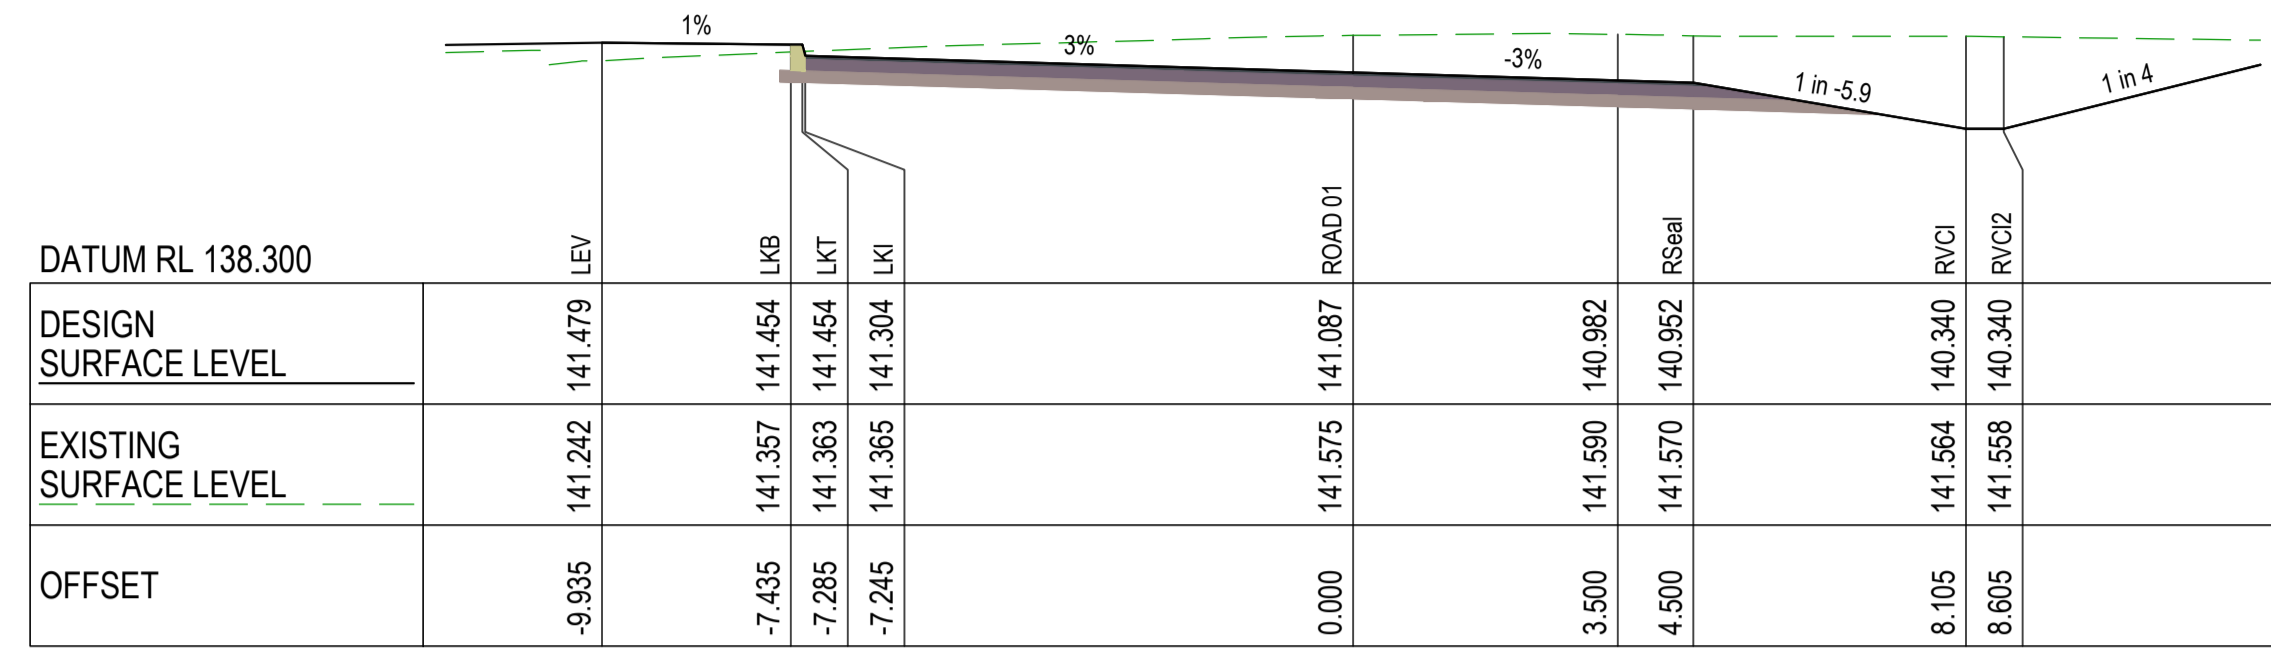 1%
3%
-3%
1 in -5.9
1 in 4
DATUM RL 138.300
LEV
LKB
LKT
LKI
ROAD 01
RSeal
RVCI
RVCI2
DESIGN
SURFACE LEVEL
141.479
141.454
141.454
141.304
141.087
140.982
140.952
140.340
140.340
EXISTING
SURFACE LEVEL
141.242
141.357
141.363
141.365
141.575
141.590
141.570
141.564
141.558
OFFSET
-9.935
-7.435
-7.285
-7.245
0.000
3.500
4.500
8.105
8.605